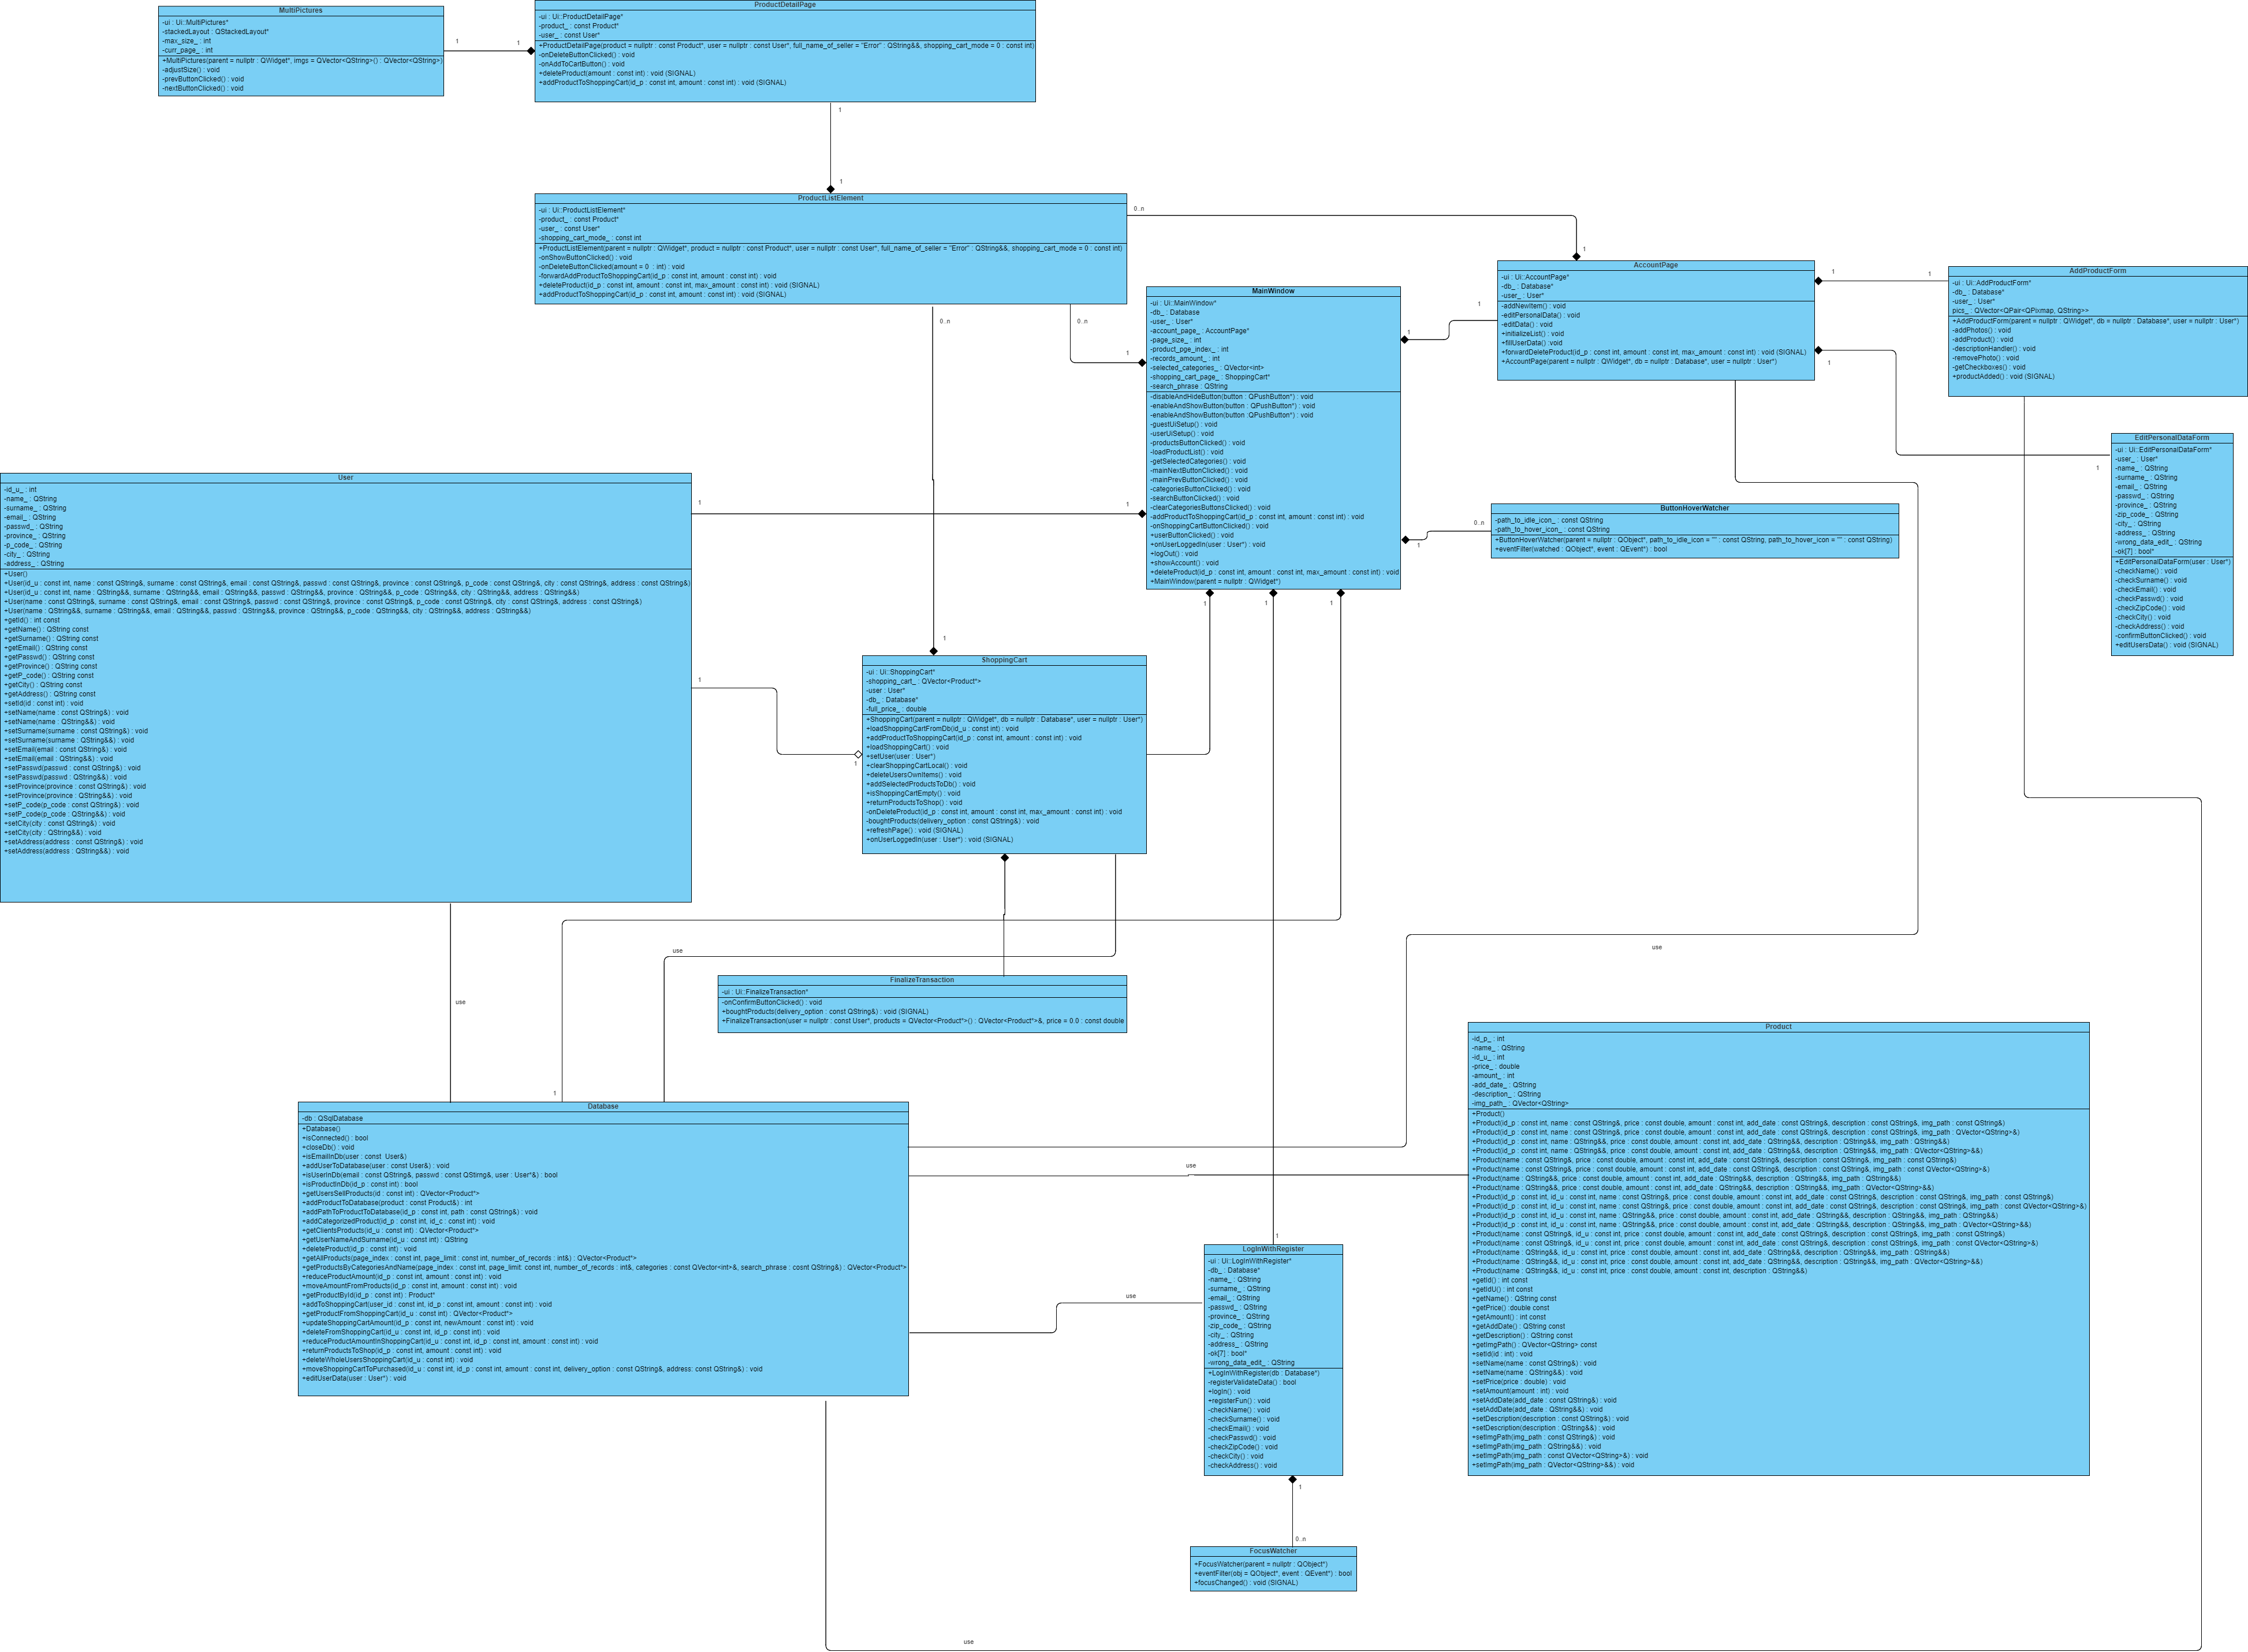 MultiPictures
-ui : Ui::MultiPictures*
-stackedLayout : QStackedLayout*
-max_size_ : int
-curr_page_ : int
+MultiPictures(parent = nullptr : QWidget*, imgs = QVector<QString>() : QVector<QString>)
-adjustSize() : void
-prevButtonClicked() : void
-nextButtonClicked() : void
1
1
ProductDetailPage
-ui : Ui::ProductDetailPage*
-product_ : const Product*
-user_ : const User*
+ProductDetailPage(product = nullptr : const Product*, user = nullptr : const User*, full_name_of_seller = "Error" : QString&&, shopping_cart_mode = 0 : const int)
-onDeleteButtonClicked() : void
-onAddToCartButton() : void
+deleteProduct(amount : const int) : void (SIGNAL)
+addProductToShoppingCart(id_p : const int, amount : const int) : void (SIGNAL)
1
1
ProductListElement
-ui : Ui::ProductListElement*
-product_ : const Product*
-user_ : const User*
-shopping_cart_mode_ : const int
+ProductListElement(parent = nullptr : QWidget*, product = nullptr : const Product*, user = nullptr : const User*, full_name_of_seller = "Error" : QString&&, shopping_cart_mode = 0 : const int)
-onShowButtonClicked() : void
-onDeleteButtonClicked(amount = 0 : int) : void
-forwardAddProductToShoppingCart(id_p : const int, amount : const int) : void
+deleteProduct(id_p : const int, amount : const int, max_amount : const int) : void (SIGNAL)
+addProductToShoppingCart(id_p : const int, amount : const int) : void (SIGNAL)
0..n
1
0..n
1
0..n
1
AccountPage
-ui : Ui::AccountPage*
-db_ : Database*
-user_ : User*
-addNewItem() : void
-editPersonalData() : void
-editData() : void
+initializeList() : void
+fillUserData() : void
+forwardDeleteProduct(id_p : const int, amount : const int, max_amount : const int) : void (SIGNAL)
+AccountPage(parent = nullptr : QWidget*, db = nullptr : Database*, user = nullptr : User*)
1
1
1
1
1
1
AddProductForm
-ui : Ui::AddProductForm*
-db_ : Database*
-user_ : User*
pics_ : QVector<QPair<QPixmap, QString>>
+AddProductForm(parent = nullptr : QWidget*, db = nullptr : Database*, user = nullptr : User*)
-addPhotos() : void
-addProduct() : void
-descriptionHandler() : void
-removePhoto() : void
-getCheckboxes() : void
+productAdded() : void (SIGNAL)
MainWindow
-ui : Ui::MainWindow*
-db_ : Database
-user_ : User*
-account_page_ : AccountPage*
-page_size_ : int
-product_pge_index_ : int
-records_amount_ : int
-selected_categories_ : QVector<int>
-shopping_cart_page_ : ShoppingCart*
-search_phrase : QString
-disableAndHideButton(button : QPushButton*) : void
-enableAndShowButton(button : QPushButton*) : void
-enableAndShowButton(button :QPushButton*) : void
-guestUiSetup() : void
-userUiSetup() : void
-productsButtonClicked() : void
-loadProductList() : void
-getSelectedCategories() : void
-mainNextButtonClicked() : void
-mainPrevButtonClicked() : void
-categoriesButtonClicked() : void
-searchButtonClicked() : void
-clearCategoriesButtonsClicked() : void
-addProductToShoppingCart(id_p : const int, amount : const int) : void
-onShoppingCartButtonClicked() : void
+userButtonClicked() : void
+onUserLoggedIn(user : User*) : void
+logOut() : void
+showAccount() : void
+deleteProduct(id_p : const int, amount : const int, max_amount : const int) : void
+MainWindow(parent = nullptr : QWidget*)
1
1
1
EditPersonalDataForm
-ui : Ui::EditPersonalDataForm*
-user_ : User*
-name_ : QString
-surname_ : QString
-email_ : QString
-passwd_ : QString
-province_ : QString
-zip_code_ : QString
-city_ : QString
-address_ : QString
-wrong_data_edit_ : QString
-ok[7] : bool*
+EditPersonalDataForm(user : User*)
-checkName() : void
-checkSurname() : void
-checkEmail() : void
-checkPasswd() : void
-checkZipCode() : void
-checkCity() : void
-checkAddress() : void
-confirmButtonClicked() : void
+editUsersData() : void (SIGNAL)
User
-id_u_ : int
-name_ : QString
-surname_ : QString
-email_ : QString
-passwd_ : QString
-province_ : QString
-p_code_ : QString
-city_ : QString
-address_ : QString
+User()
+User(id_u : const int, name : const QString&, surname : const QString&, email : const QString&, passwd : const QString&, province : const QString&, p_code : const QString&, city : const QString&, address : const QString&)
+User(id_u : const int, name : QString&&, surname : QString&&, email : QString&&, passwd : QString&&, province : QString&&, p_code : QString&&, city : QString&&, address : QString&&)
+User(name : const QString&, surname : const QString&, email : const QString&, passwd : const QString&, province : const QString&, p_code : const QString&, city : const QString&, address : const QString&)
+User(name : QString&&, surname : QString&&, email : QString&&, passwd : QString&&, province : QString&&, p_code : QString&&, city : QString&&, address : QString&&)
+getId() : int const
+getName() : QString const
+getSurname() : QString const
+getEmail() : QString const
+getPasswd() : QString const
+getProvince() : QString const
+getP_code() : QString const
+getCity() : QString const
+getAddress() : QString const
+setId(id : const int) : void
+setName(name : const QString&) : void
+setName(name : QString&&) : void
+setSurname(surname : const QString&) : void
+setSurname(surname : QString&&) : void
+setEmail(email : const QString&) : void
+setEmail(email : QString&&) : void
+setPasswd(passwd : const QString&) : void
+setPasswd(passwd : QString&&) : void
+setProvince(province : const QString&) : void
+setProvince(province : QString&&) : void
+setP_code(p_code : const QString&) : void
+setP_code(p_code : QString&&) : void
+setCity(city : const QString&) : void
+setCity(city : QString&&) : void
+setAddress(address : const QString&) : void
+setAddress(address : QString&&) : void
1
1
1
1
0..n
1
ButtonHoverWatcher
-path_to_idle_icon_ : const QString
-path_to_hover_icon_ : const QString
+ButtonHoverWatcher(parent = nullptr : QObject*, path_to_idle_icon = "" : const QString, path_to_hover_icon = "" : const QString)
+eventFilter(watched : QObject*, event : QEvent*) : bool
ShoppingCart
-ui : Ui::ShoppingCart*
-shopping_cart_ : QVector<Product*>
-user : User*
-db_ : Database*
-full_price_ : double
+ShoppingCart(parent = nullptr : QWidget*, db = nullptr : Database*, user = nullptr : User*)
+loadShoppingCartFromDb(id_u : const int) : void
+addProductToShoppingCart(id_p : const int, amount : const int) : void
+loadShoppingCart() : void
+setUser(user : User*)
+clearShoppingCartLocal() : void
+deleteUsersOwnItems() : void
+addSelectedProductsToDb() : void
+isShoppingCartEmpty() : void
+returnProductsToShop() : void
-onDeleteProduct(id_p : const int, amount : const int, max_amount : const int) : void
-boughtProducts(delivery_option : const QString&) : void
+refreshPage() : void (SIGNAL)
+onUserLoggedIn(user : User*) : void (SIGNAL)
use
use
use
FinalizeTransaction
-ui : Ui::FinalizeTransaction*
-onConfirmButtonClicked() : void
+boughtProducts(delivery_option : const QString&) : void (SIGNAL)
+FinalizeTransaction(user = nullptr : const User*, products = QVector<Product*>() : QVector<Product*>&, price = 0.0 : const double
1
Database
-db : QSqlDatabase
+Database()
+isConnected() : bool
+closeDb() : void
+isEmailInDb(user : const User&)
+addUserToDatabase(user : const User&) : void
+isUserInDb(email : const QString&, passwd : const QStirng&, user : User*&) : bool
+isProductInDb(id_p : const int) : bool
+getUsersSellProducts(id : const int) : QVector<Product*>
+addProductToDatabase(product : const Product&) : int
+addPathToProductToDatabase(id_p : const int, path : const QString&) : void
+addCategorizedProduct(id_p : const int, id_c : const int) : void
+getClientsProducts(id_u : const int) : QVector<Product*>
+getUserNameAndSurname(id_u : const int) : QString
+deleteProduct(id_p : const int) : void
+getAllProducts(page_index : const int, page_limit : const int, number_of_records : int&) : QVector<Product*>
+getProductsByCategoriesAndName(page_index : const int, page_limit: const int, number_of_records : int&, categories : const QVector<int>&, search_phrase : cosnt QString&) : QVector<Product*>
+reduceProductAmount(id_p : const int, amount : const int) : void
+moveAmountFromProducts(id_p : const int, amount : const int) : void
+getProductById(id_p : const int) : Product*
+addToShoppingCart(user_id : const int, id_p : const int, amount : const int) : void
+getProductFromShoppingCart(id_u : const int) : QVector<Product*>
+updateShoppingCartAmount(id_p : const int, newAmount : const int) : void
+deleteFromShoppingCart(id_u : const int, id_p : const int) : void
+reduceProductAmountInShoppingCart(id_u : const int, id_p : const int, amount : const int) : void
+returnProductsToShop(id_p : const int, amount : const int) : void
+deleteWholeUsersShoppingCart(id_u : const int) : void
+moveShoppingCartToPurchased(id_u : const int, id_p : const int, amount : const int, delivery_option : const QString&, address: const QString&) : void
+editUserData(user : User*) : void
use
use
use
Product
-id_p_ : int
-name_ : QString
-id_u_ : int
-price_ : double
-amount_ : int
-add_date_ : QString
-description_ : QString
-img_path_ : QVector<QString>
+Product()
+Product(id_p : const int, name : const QString&, price : const double, amount : const int, add_date : const QString&, description : const QString&, img_path : const QString&)
+Product(id_p : const int, name : const QString&, price : const double, amount : const int, add_date : const QString&, description : const QString&, img_path : const QVector<QString>&)
+Product(id_p : const int, name : QString&&, price : const double, amount : const int, add_date : QString&&, description : QString&&, img_path : QString&&)
+Product(id_p : const int, name : QString&&, price : const double, amount : const int, add_date : QString&&, description : QString&&, img_path : QVector<QString>&&)
+Product(name : const QString&, price : const double, amount : const int, add_date : const QString&, description : const QString&, img_path : const QString&)
+Product(name : const QString&, price : const double, amount : const int, add_date : const QString&, description : const QString&, img_path : const QVector<QString>&)
+Product(name : QString&&, price : const double, amount : const int, add_date : QString&&, description : QString&&, img_path : QString&&)
+Product(name : QString&&, price : const double, amount : const int, add_date : QString&&, description : QString&&, img_path : QVector<QString>&&)
+Product(id_p : const int, id_u : const int, name : const QString&, price : const double, amount : const int, add_date : const QString&, description : const QString&, img_path : const QString&)
+Product(id_p : const int, id_u : const int, name : const QString&, price : const double, amount : const int, add_date : const QString&, description : const QString&, img_path : const QVector<QString>&)
+Product(id_p : const int, id_u : const int, name : QString&&, price : const double, amount : const int, add_date : QString&&, description : QString&&, img_path : QString&&)
+Product(id_p : const int, id_u : const int, name : QString&&, price : const double, amount : const int, add_date : QString&&, description : QString&&, img_path : QVector<QString>&&)
+Product(name : const QString&, id_u : const int, price : const double, amount : const int, add_date : const QString&, description : const QString&, img_path : const QString&)
+Product(name : const QString&, id_u : const int, price : const double, amount : const int, add_date : const QString&, description : const QString&, img_path : const QVector<QString>&)
+Product(name : QString&&, id_u : const int, price : const double, amount : const int, add_date : QString&&, description : QString&&, img_path : QString&&)
+Product(name : QString&&, id_u : const int, price : const double, amount : const int, add_date : QString&&, description : QString&&, img_path : QVector<QString>&&)
+Product(name : QString&&, id_u : const int, price : const double, amount : const int, description : QString&&)
+getId() : int const
+getIdU() : int const
+getName() : QString const
+getPrice() :double const
+getAmount() : int const
+getAddDate() : QString const
+getDescription() : QString const
+getImgPath() : QVector<QString> const
+setId(id : int) : void
+setName(name : const QString&) : void
+setName(name : QString&&) : void
+setPrice(price : double) : void
+setAmount(amount : int) : void
+setAddDate(add_date : const QString&) : void
+setAddDate(add_date : QString&&) : void
+setDescription(description : const QString&) : void
+setDescription(description : QString&&) : void
+setImgPath(img_path : const QString&) : void
+setImgPath(img_path : QString&&) : void
+setImgPath(img_path : const QVector<QString>&) : void
+setImgPath(img_path : QVector<QString>&&) : void
1
LogInWithRegister
-ui : Ui::LogInWithRegister*
-db_ : Database*
-name_ : QString
-surname_ : QString
-email_ : QString
-passwd_ : QString
-province_ : QString
-zip_code_ : QString
-city_ : QString
-address_ : QString
-ok[7] : bool*
-wrong_data_edit_ : QString
+LogInWithRegister(db : Database*)
-registerValidateData() : bool
+logIn() : void
+registerFun() : void
-checkName() : void
-checkSurname() : void
-checkEmail() : void
-checkPasswd() : void
-checkZipCode() : void
-checkCity() : void
-checkAddress() : void
1
0..n
FocusWatcher
+FocusWatcher(parent = nullptr : QObject*)
+eventFilter(obj = QObject*, event : QEvent*) : bool
+focusChanged() : void (SIGNAL)